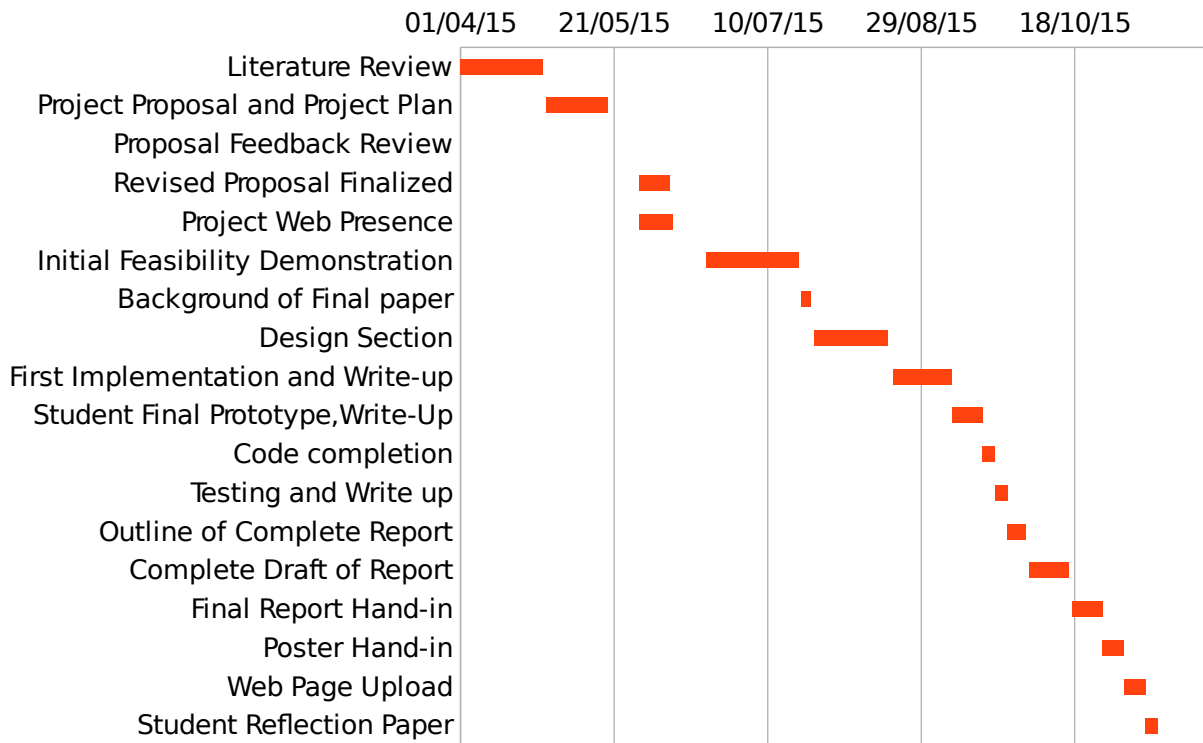 01/04/15 21/05/15 10/07/15 29/08/15 18/10/15
Literature Review
Project Proposal and Project Plan
Proposal Feedback Review
Revised Proposal Finalized
Project Web Presence
Initial Feasibility Demonstration
Background of Final paper
Design Section
First Implementation and Write-up
Student Final Prototype,Write-Up
Code completion
Testing and Write up
Outline of Complete Report
Complete Draft of Report
Final Report Hand-in
Poster Hand-in
Web Page Upload
Student Reflection Paper